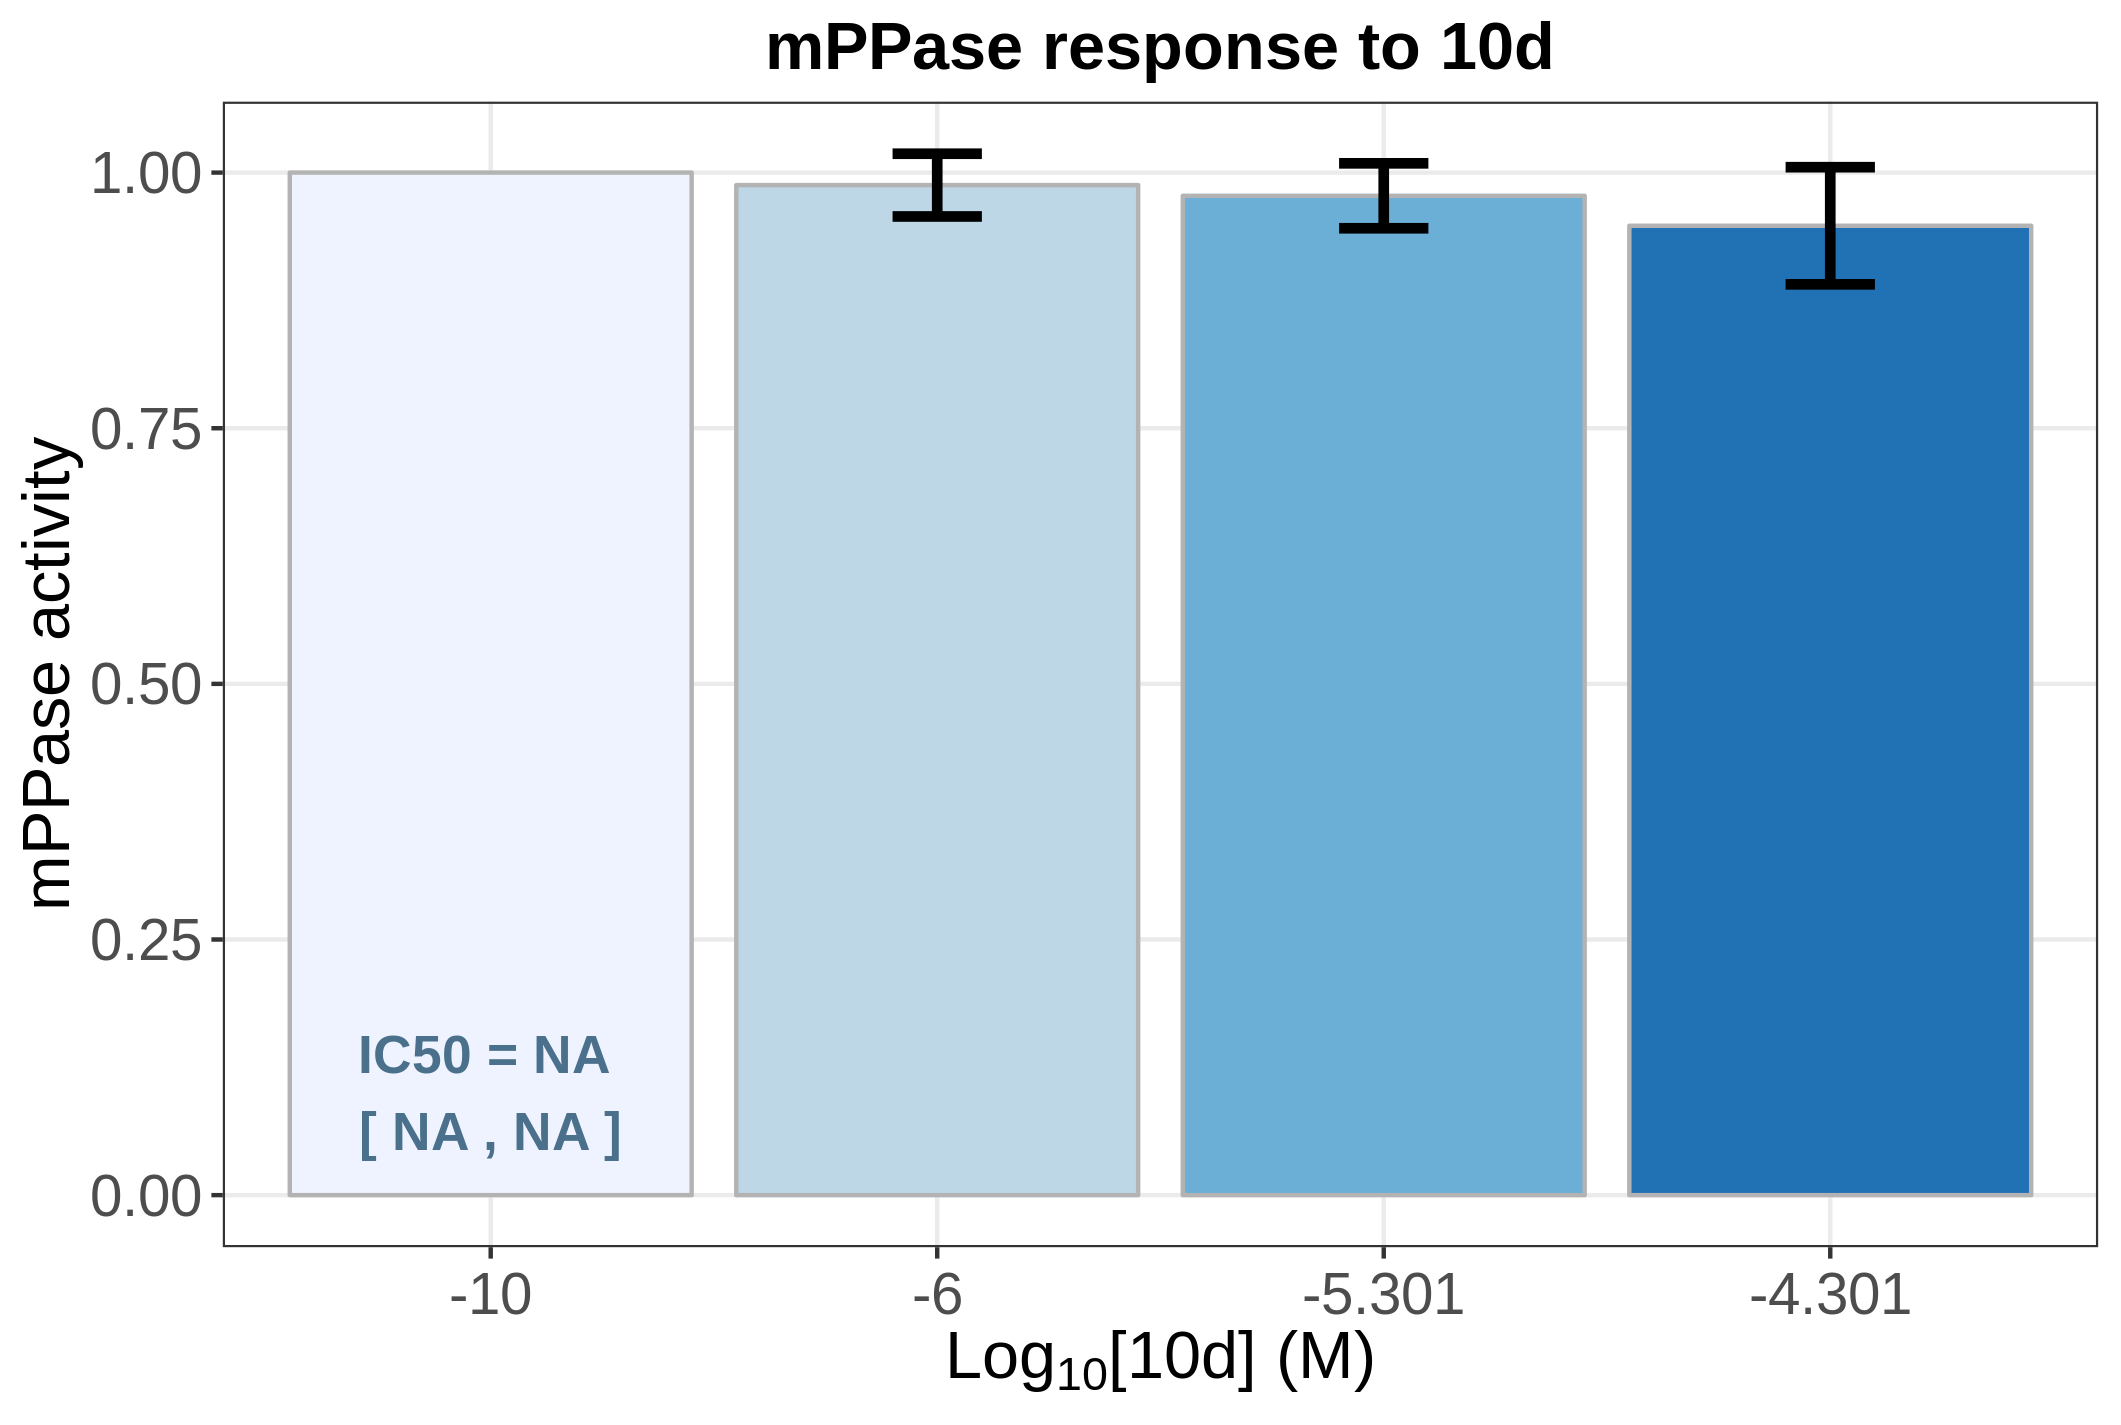 mPPase response to 10d
mPPase activity
1.00
0.75
0.50
0.25
0.00
IC50 = NA
[ NA , NA ]
-10
-6
-5.301
-4.301
Log₁₀[10d] (M)